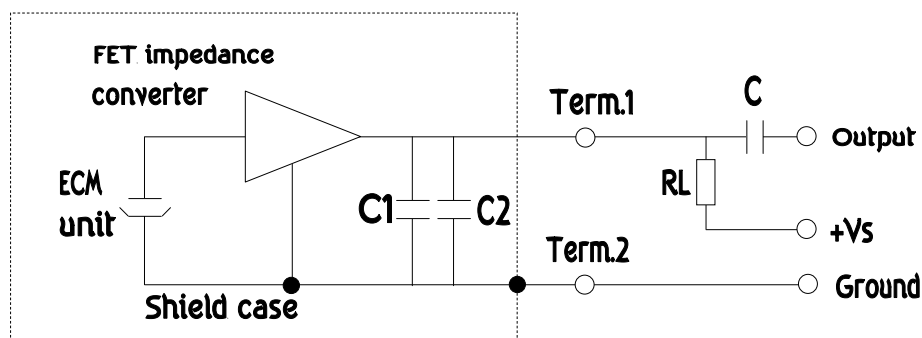 FET impedance
converter
Term.1
C
Output
ECM
unit
C1
C2
RL
+Vs
Term.2
Ground
Shield case